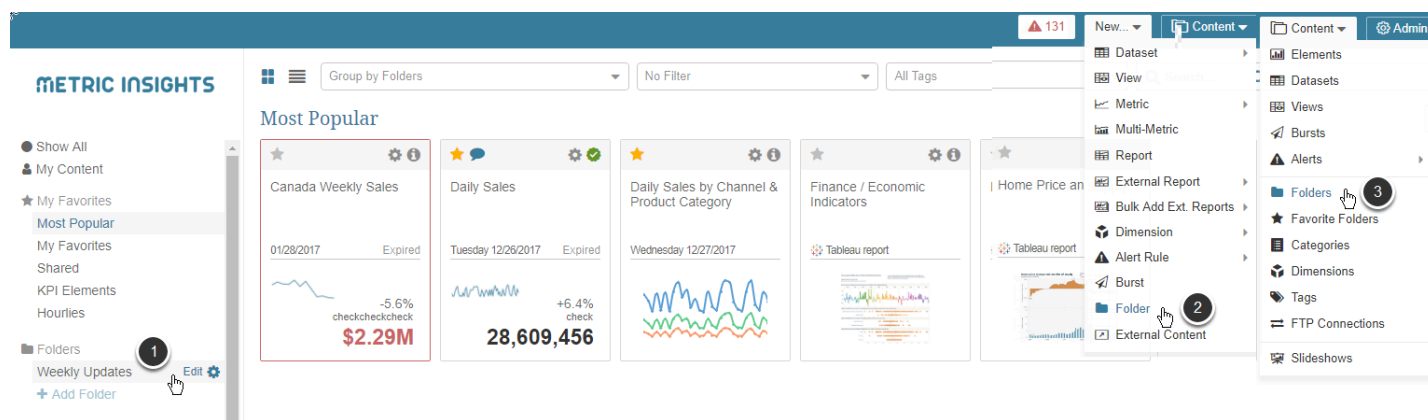 131
New...
Content
Content
Admin
METRIC INSIGHTS
Group by Folders
No Filter
All Tags
Search...
Show All
My Content
My Favorites
Most Popular
My Favorites
Shared
KPI Elements
Hourlies
Folders
1
Weekly Updates
Edit
+ Add Folder
Most Popular
Canada Weekly Sales
01/28/2017 Expired
-5.6%
checkcheckcheck
$2.29M
Daily Sales
Tuesday 12/26/2017 Expired
+6.4%
check
28,609,456
Daily Sales by Channel &
Product Category
Wednesday 12/27/2017
Finance / Economic
Indicators
Tableau report
Home Price an
Tableau report
Dataset
View
Metric
Multi-Metric
Report
External Report
Bulk Add Ext. Reports
Dimension
Alert Rule
Burst
Folder
2
External Content
Elements
Datasets
Views
Bursts
Alerts
Folders
3
Favorite Folders
Categories
Dimensions
Tags
FTP Connections
Slideshows